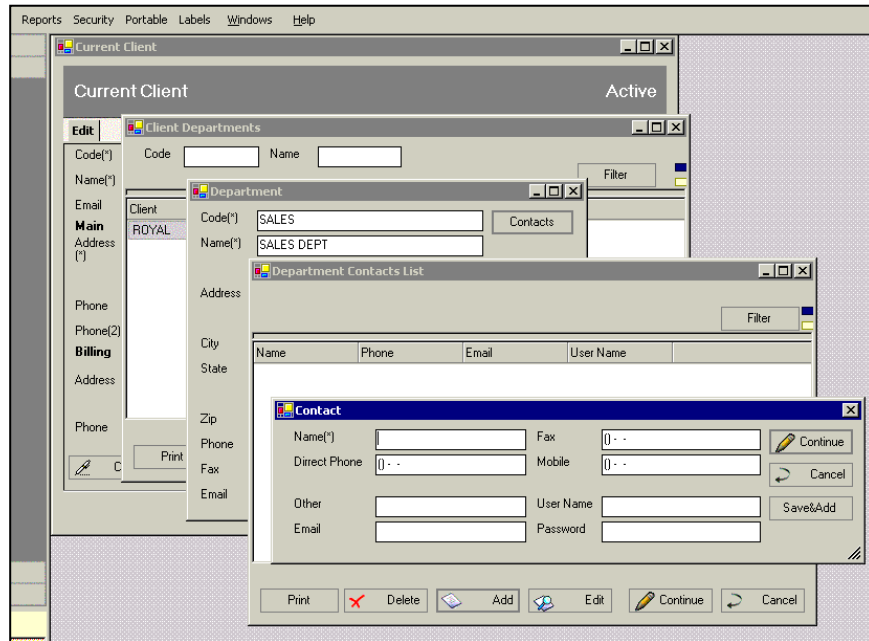 Reports Security Portable Labels Windows Help
Current Client
Current Client Active
Edit
Client Departments
Code(*)
Name(*)
Email
Main
Address
(*)
Phone
Phone(2)
Billing
Address
Phone
C
Code Name
Filter
Client
ROYAL
Print
Department
Code(*) SALES Contacts
Name(*) SALES DEPT
Address
City
State
Zip
Phone
Fax
Email
Department Contacts List
Filter
Name Phone Email User Name
Contact
Name(*) Fax () - - Continue
Dirrect Phone () - - Mobile () - - Cancel
Other User Name Save&Add
Email Password
Print Delete Add Edit Continue Cancel